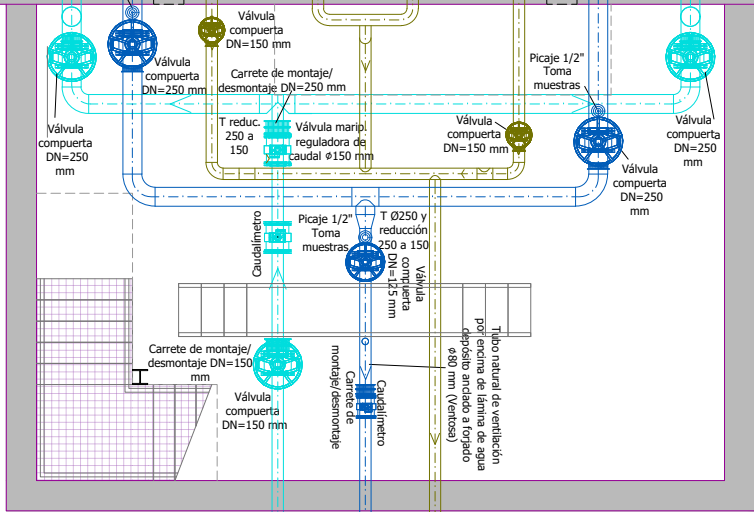 Válvula
compuerta
DN=250
mm
Válvula
compuerta
DN=250 mm
Válvula
compuerta
DN=150 mm
Carrete de montaje/
desmontaje DN=250 mm
T reduc.
250 a
150
Válvula marip.
reguladora de
caudal ϕ150 mm
Picaje 1/2"
Toma
muestras
Válvula
compuerta
DN=150 mm
Válvula
compuerta
DN=250
mm
Válvula
compuerta
DN=250
mm
Caudalímetro
Picaje 1/2"
Toma
muestras
T Ø250 y
reducción
250 a 150
Válvula
compuerta
DN=125 mm
Carrete de montaje/
desmontaje DN=150
mm
Válvula
compuerta
DN=150 mm
Caudalímetro
Carrete de
montaje/desmontaje
Tubo natural de ventilación
por encima de lámina de agua
depósito anclado a forjado
ϕ80 mm (Ventosa)